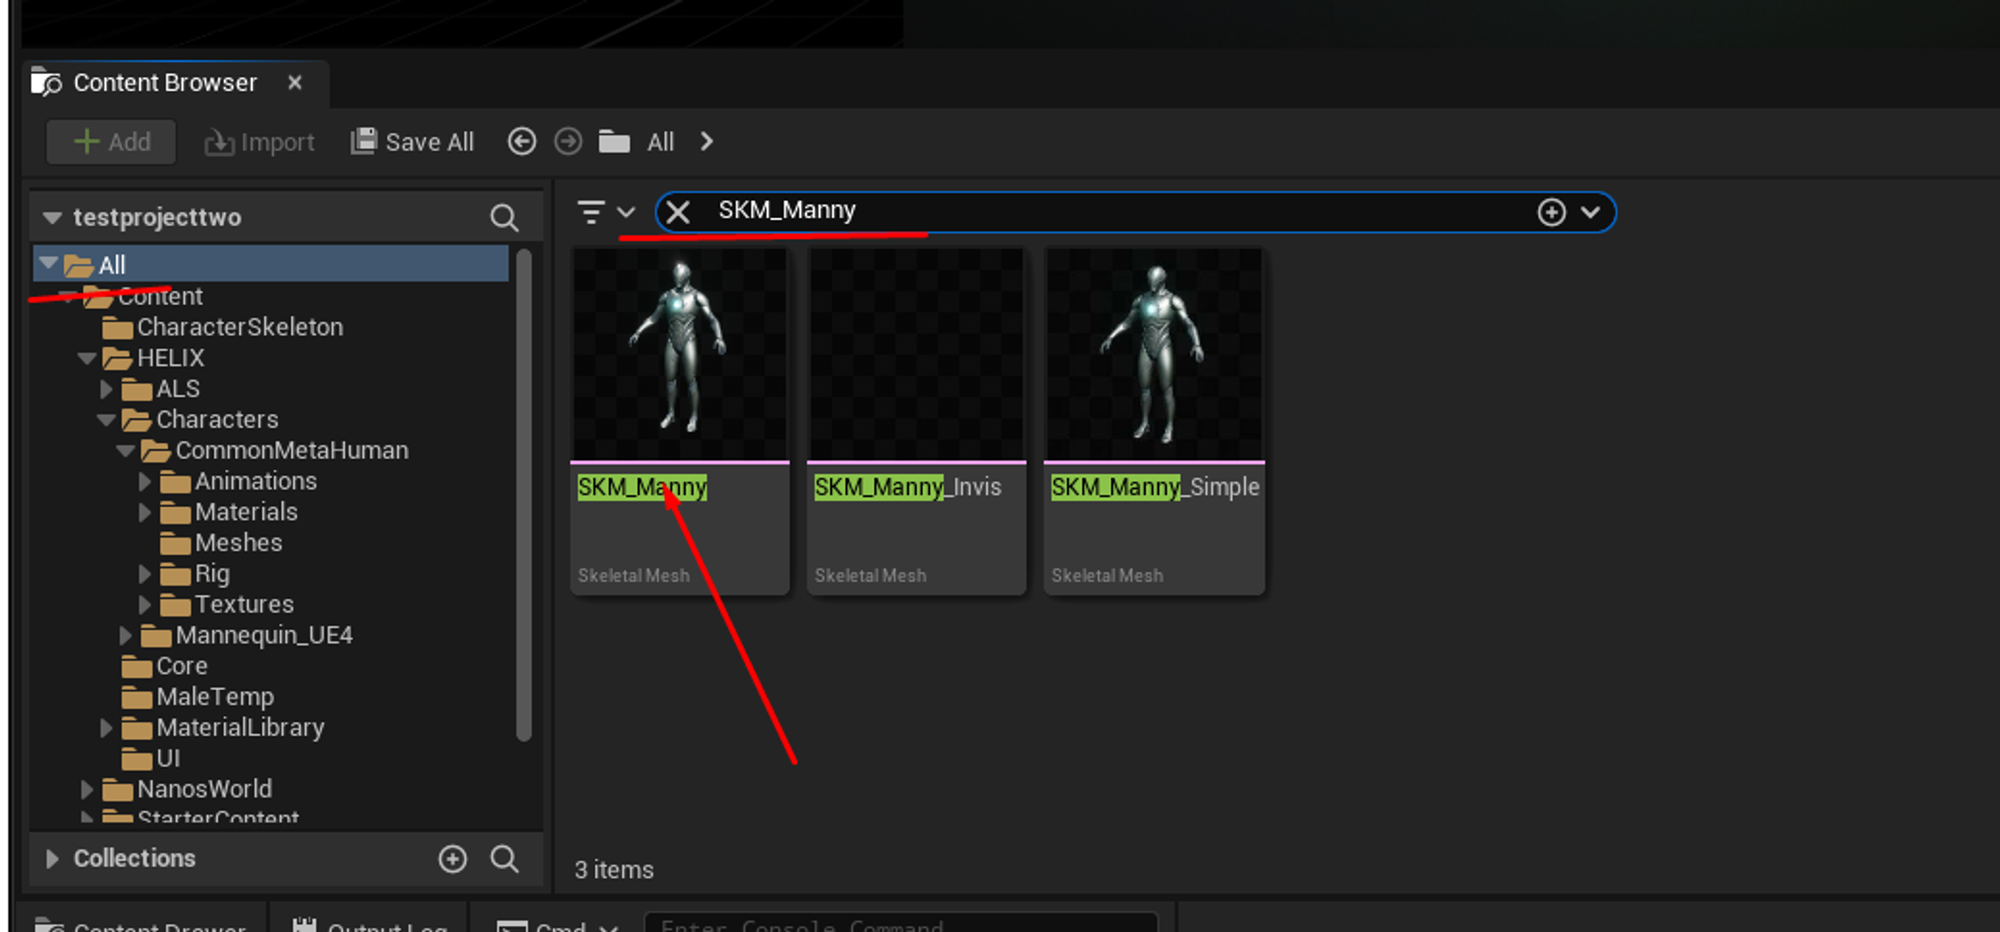 Content Browser
Add Import Save All All
testprojecttwo
SKM_Manny
All
Content
CharacterSkeleton
HELIX
ALS
Characters
CommonMetaHuman
Animations
Materials
Meshes
Rig
Textures
Mannequin_UE4
Core
MaleTemp
MaterialLibrary
UI
NanosWorld
StarterContent
Collections
SKM_Manny
Skeletal Mesh
SKM_Manny_Invis
Skeletal Mesh
SKM_Manny_Simple
Skeletal Mesh
3 items
Content Drawer Output Log Cmd Enter Console Command